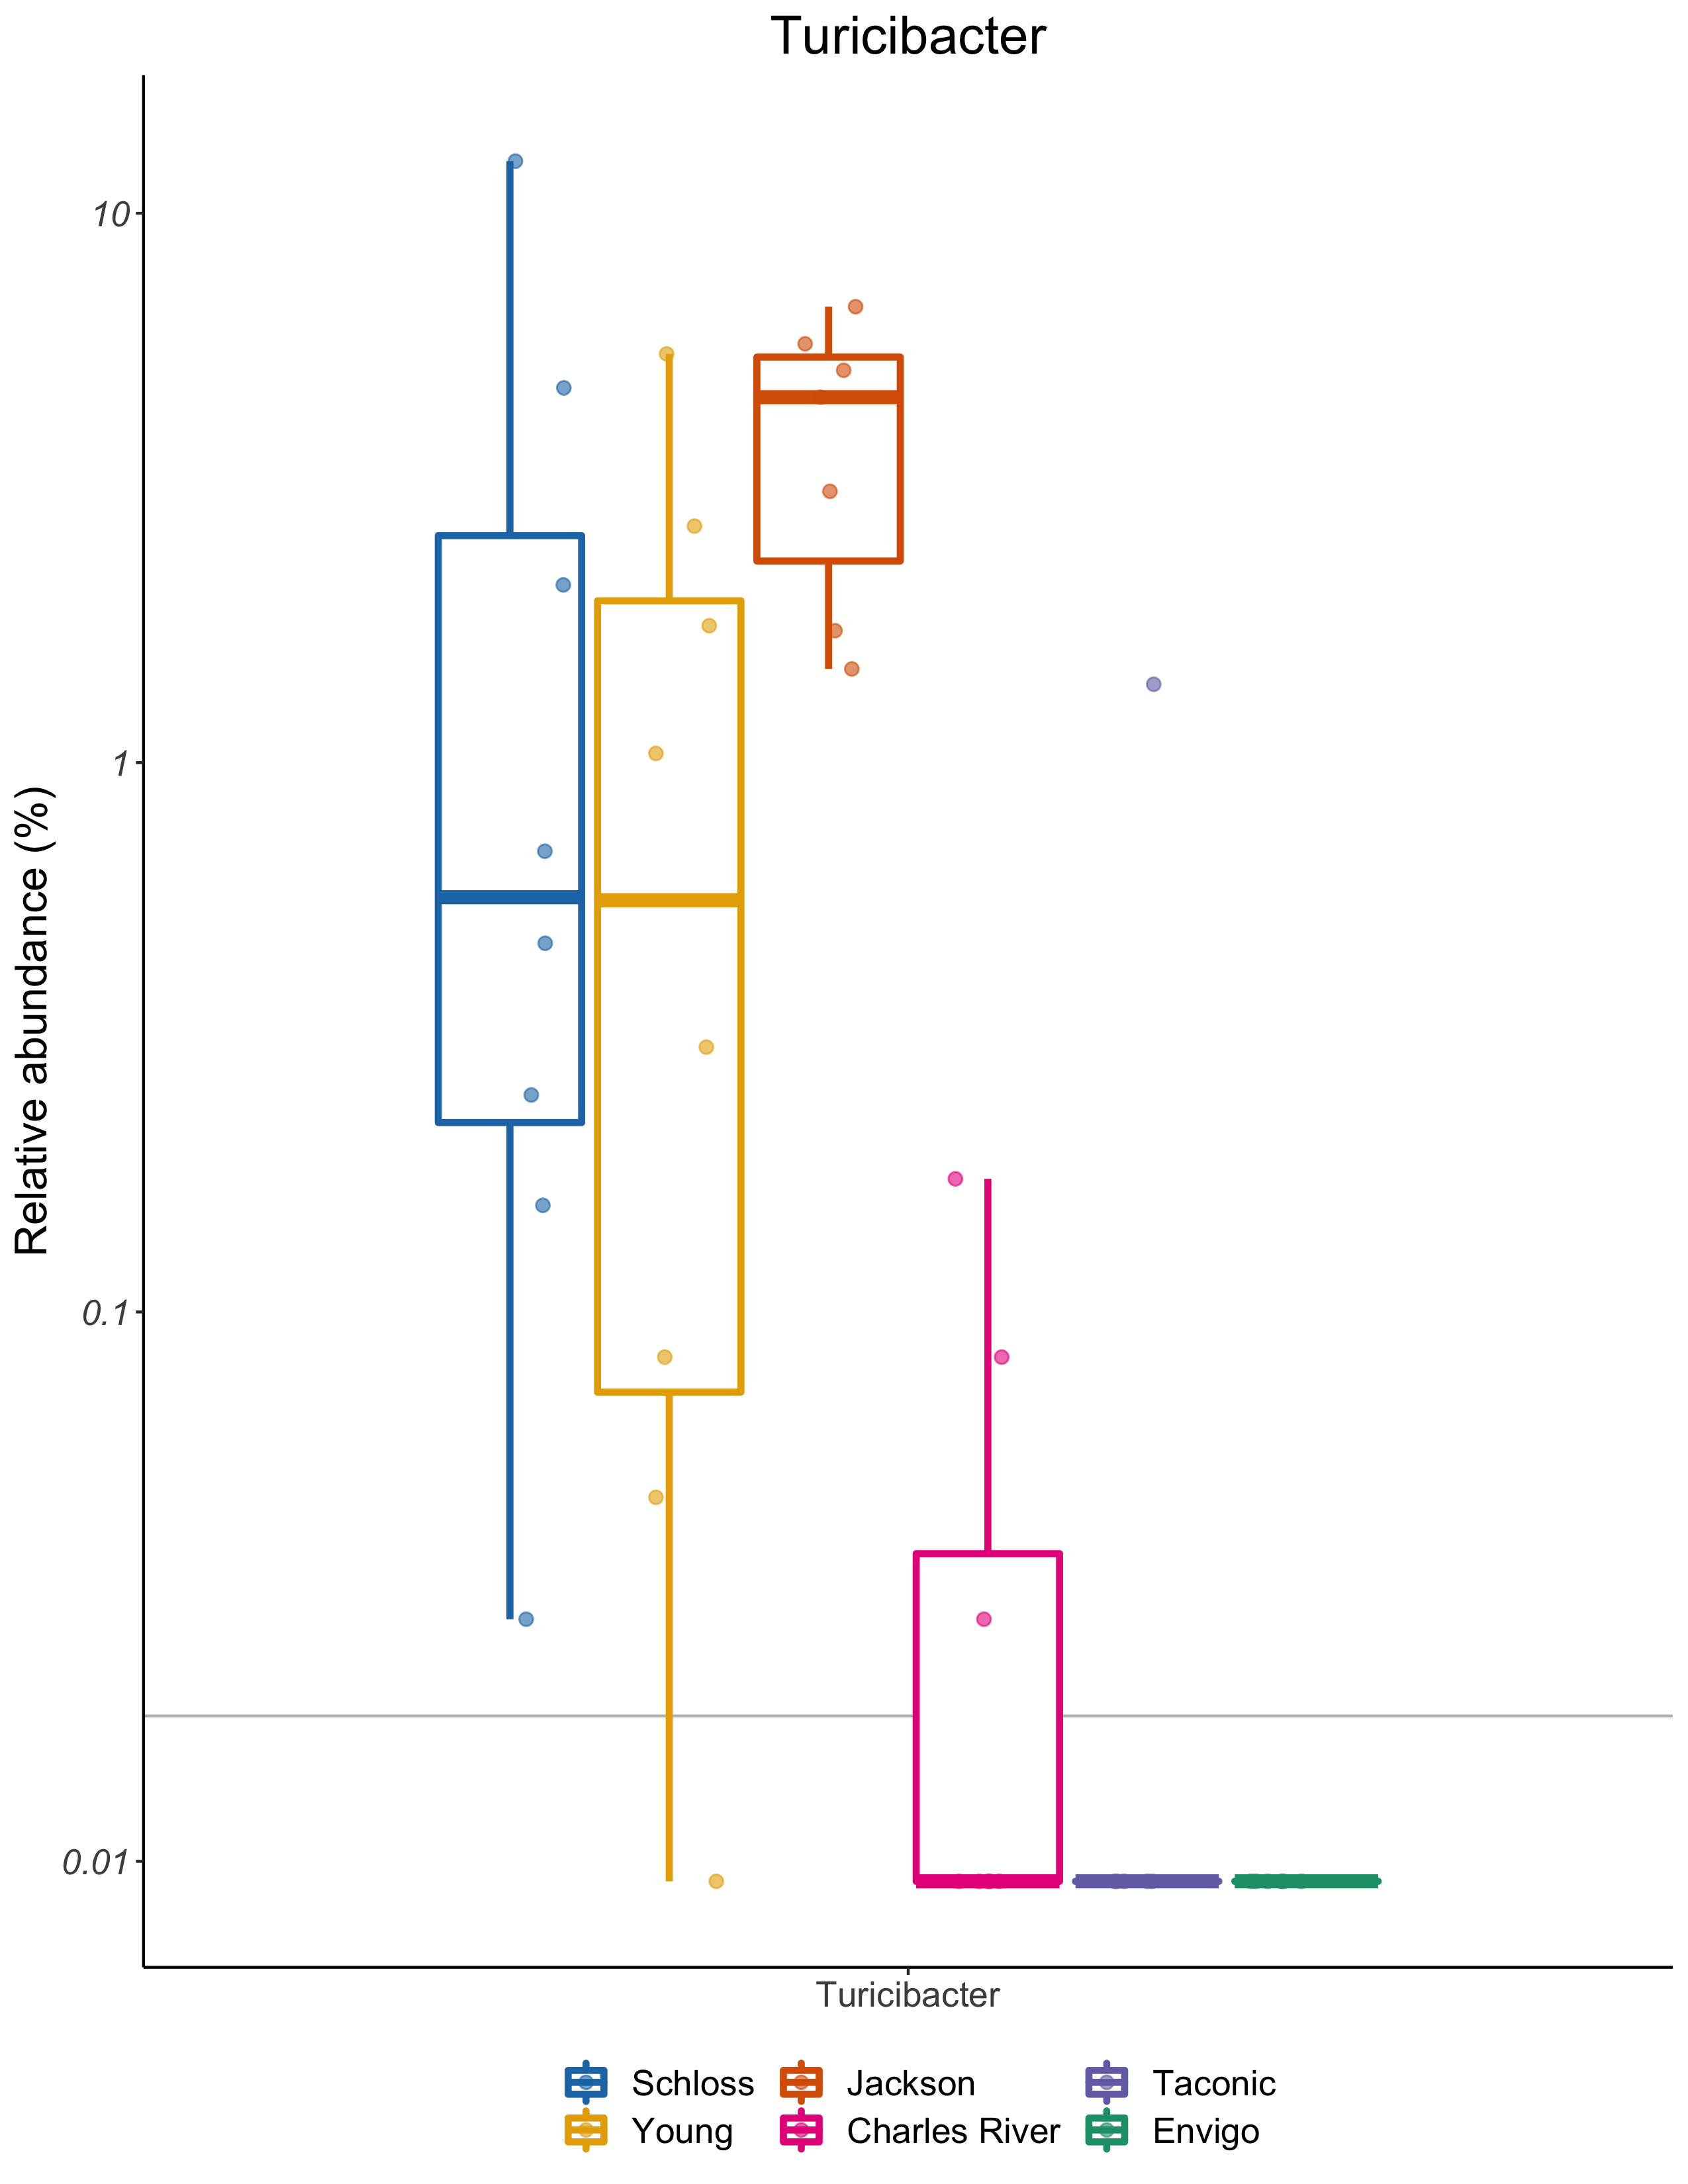 Turicibacter
Relative abundance (%)
10
1
0.1
0.01
Turicibacter
Schloss
Jackson
Taconic
Young
Charles River
Envigo